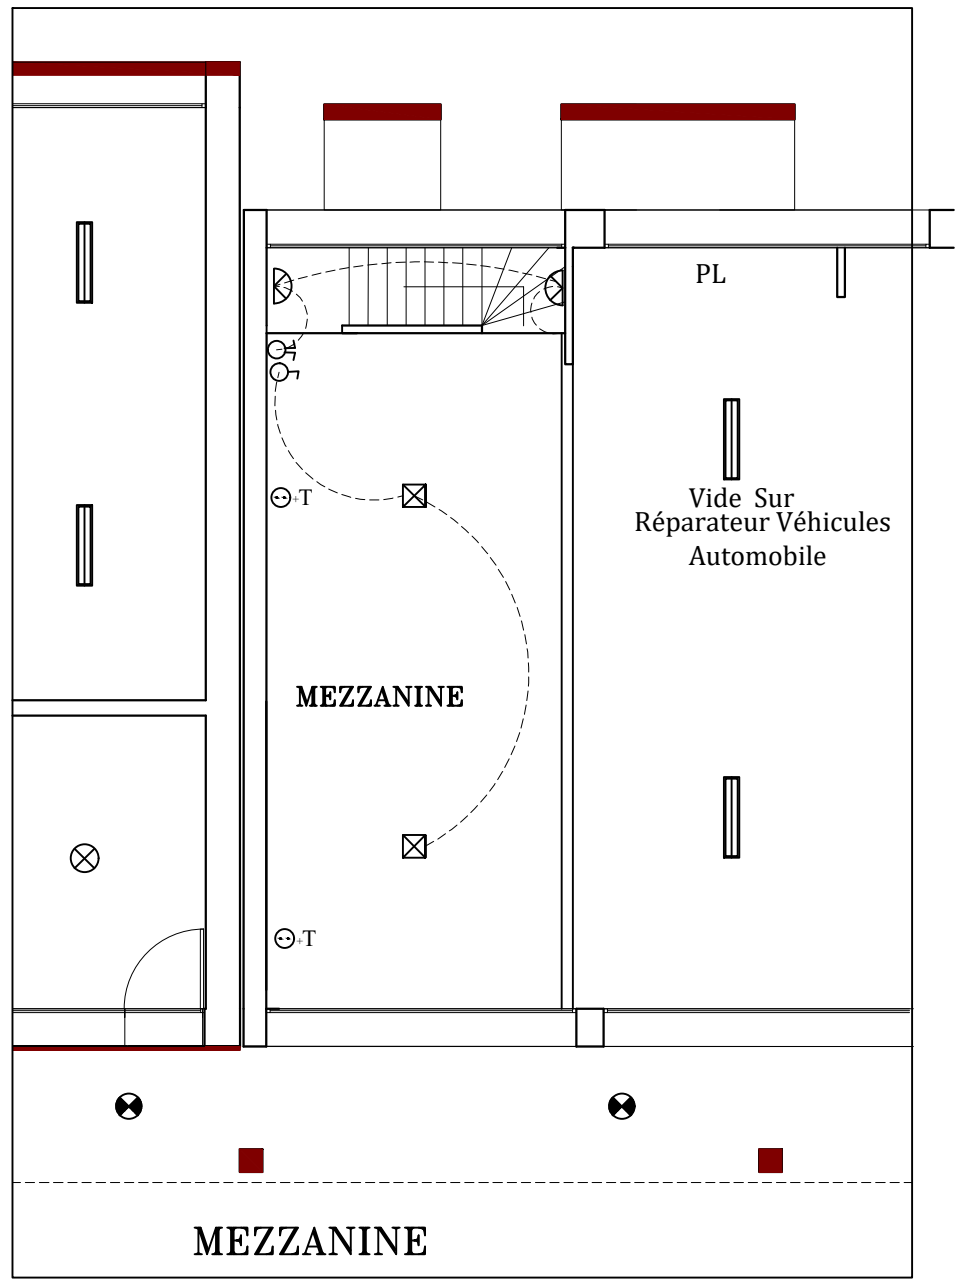 PL
+T
Vide Sur
Réparateur Véhicules
Automobile
MEZZANINE
+T
MEZZANINE